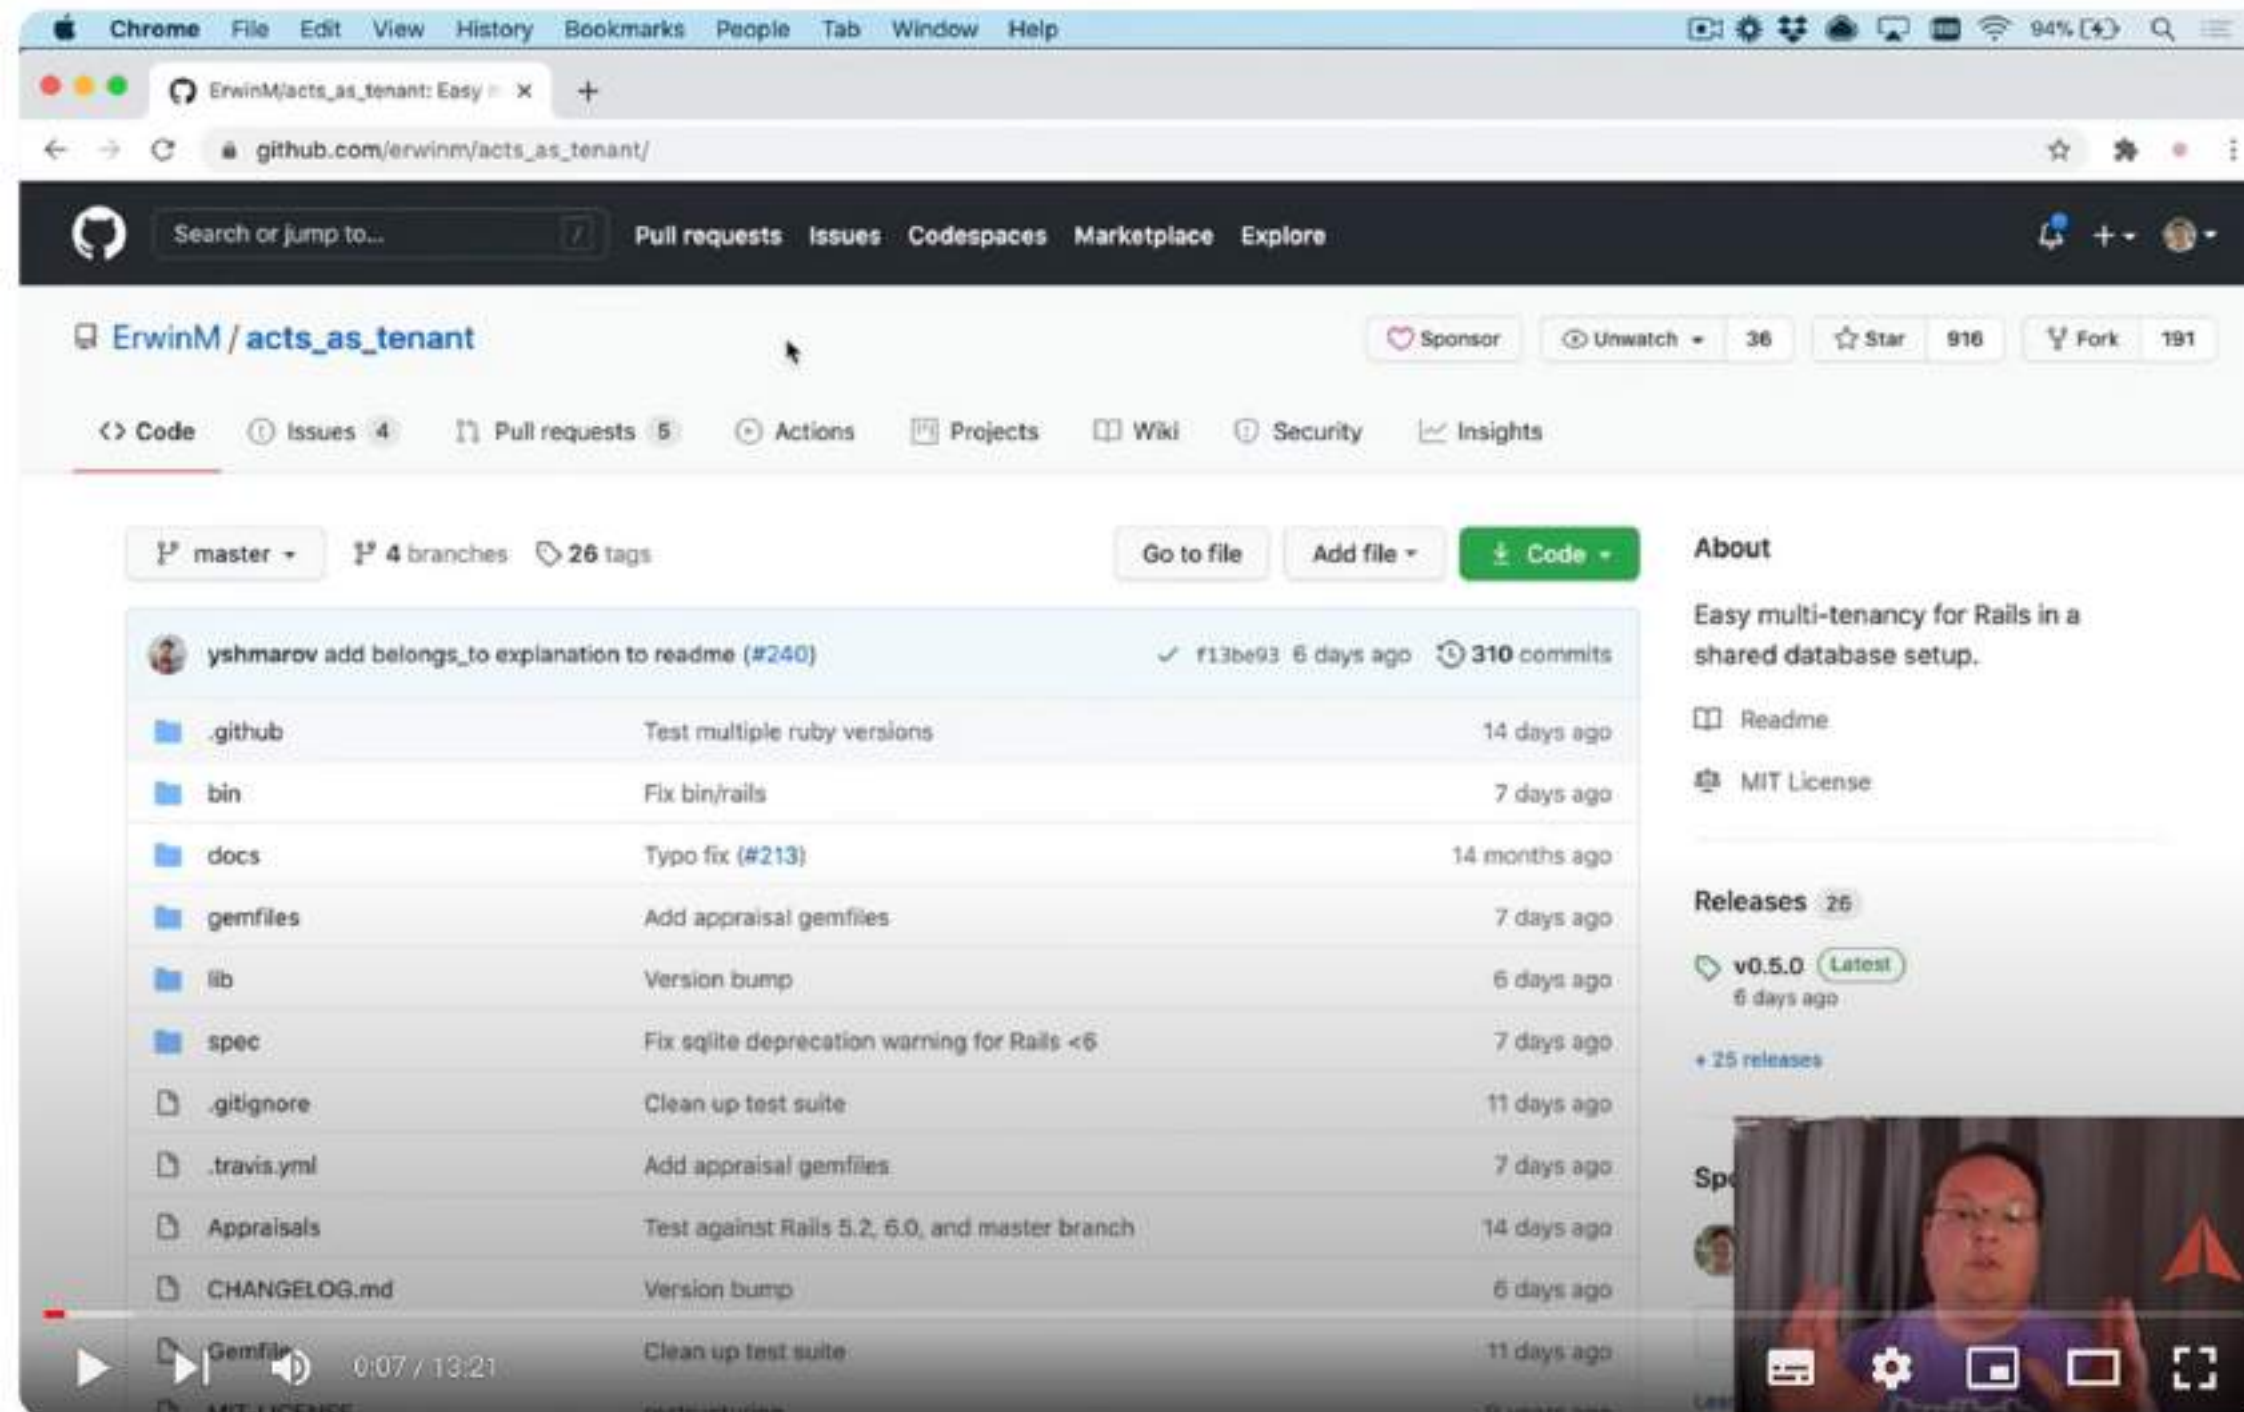 Chrome File Edit View History Bookmarks People Tab Window Help 94%
ErwinM/acts_as_tenant: Easy
github.com/erwinm/acts_as_tenant/
Search or jump to... / Pull requests Issues Codespaces Marketplace Explore
ErwinM / acts_as_tenant Sponsor Unwatch 36 Star 916 Fork 191
Code Issues 4 Pull requests 5 Actions Projects Wiki Security Insights
master 4 branches 26 tags Go to file Add file Code
yshmarov add belongs_to explanation to readme (#240) f13be93 6 days ago 310 commits
.github Test multiple ruby versions 14 days ago
bin Fix bin/rails 7 days ago
docs Typo fix (#213) 14 months ago
gemfiles Add appraisal gemfiles 7 days ago
lib Version bump 6 days ago
spec Fix sqlite deprecation warning for Rails <6 7 days ago
.gitignore Clean up test suite 11 days ago
.travis.yml Add appraisal gemfiles 7 days ago
Appraisals Test against Rails 5.2, 6.0, and master branch 14 days ago
CHANGELOG.md Version bump 6 days ago
Gemfile Clean up test suite 11 days ago
0:07 / 13:21
About
Easy multi-tenancy for Rails in a
shared database setup.
Readme
MIT License
Releases 26
v0.5.0 Latest
6 days ago
+ 25 releases